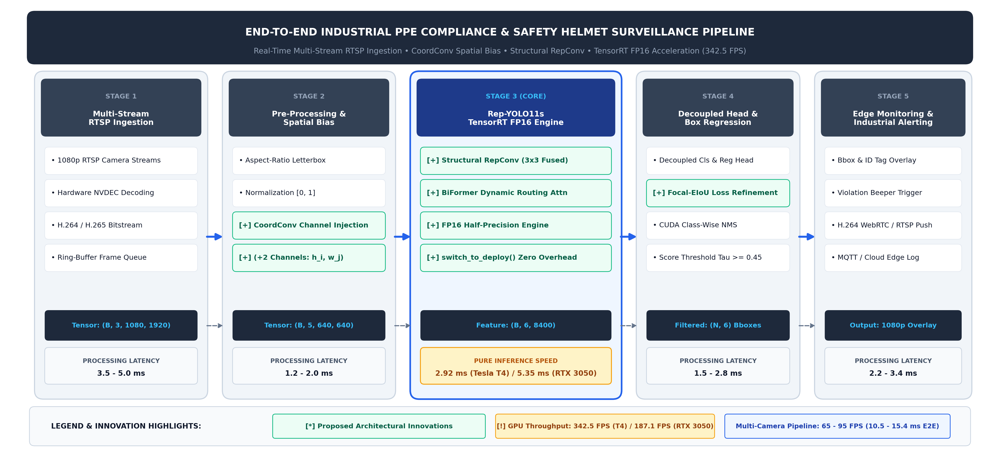 END-TO-END INDUSTRIAL PPE COMPLIANCE & SAFETY HELMET SURVEILLANCE PIPELINE
Real-Time Multi-Stream RTSP Ingestion • CoordConv Spatial Bias • Structural RepConv • TensorRT FP16 Acceleration (342.5 FPS)
STAGE 1
Multi-Stream
RTSP Ingestion
• 1080p RTSP Camera Streams
• Hardware NVDEC Decoding
• H.264 / H.265 Bitstream
• Ring-Buffer Frame Queue
Tensor: (B, 3, 1080, 1920)
PROCESSING LATENCY
3.5 - 5.0 ms
STAGE 2
Pre-Processing &
Spatial Bias
• Aspect-Ratio Letterbox
• Normalization [0, 1]
[+] CoordConv Channel Injection
[+] (+2 Channels: h_i, w_j)
Tensor: (B, 5, 640, 640)
PROCESSING LATENCY
1.2 - 2.0 ms
STAGE 3 (CORE)
Rep-YOLO11s
TensorRT FP16 Engine
[+] Structural RepConv (3x3 Fused)
[+] BiFormer Dynamic Routing Attn
[+] FP16 Half-Precision Engine
[+] switch_to_deploy() Zero Overhead
Feature: (B, 6, 8400)
PURE INFERENCE SPEED
2.92 ms (Tesla T4) / 5.35 ms (RTX 3050)
STAGE 4
Decoupled Head &
Box Regression
• Decoupled Cls & Reg Head
[+] Focal-EIoU Loss Refinement
• CUDA Class-Wise NMS
• Score Threshold Tau >= 0.45
Filtered: (N, 6) Bboxes
PROCESSING LATENCY
1.5 - 2.8 ms
STAGE 5
Edge Monitoring &
Industrial Alerting
• Bbox & ID Tag Overlay
• Violation Beeper Trigger
• H.264 WebRTC / RTSP Push
• MQTT / Cloud Edge Log
Output: 1080p Overlay
PROCESSING LATENCY
2.2 - 3.4 ms
LEGEND & INNOVATION HIGHLIGHTS:
[*] Proposed Architectural Innovations
[!] GPU Throughput: 342.5 FPS (T4) / 187.1 FPS (RTX 3050)
Multi-Camera Pipeline: 65 - 95 FPS (10.5 - 15.4 ms E2E)